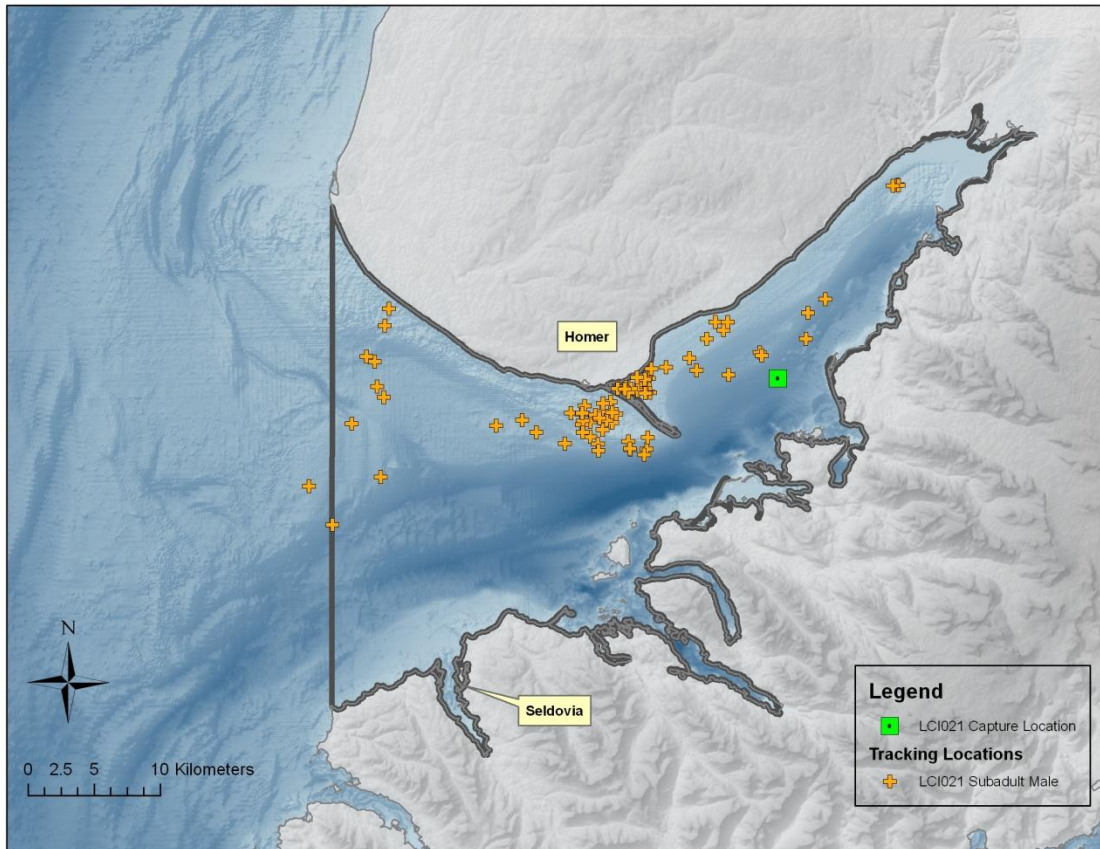 Homer
N
Seldovia
0 2.5 5 10 Kilometers
Legend
LCI021 Capture Location
Tracking Locations
LCI021 Subadult Male